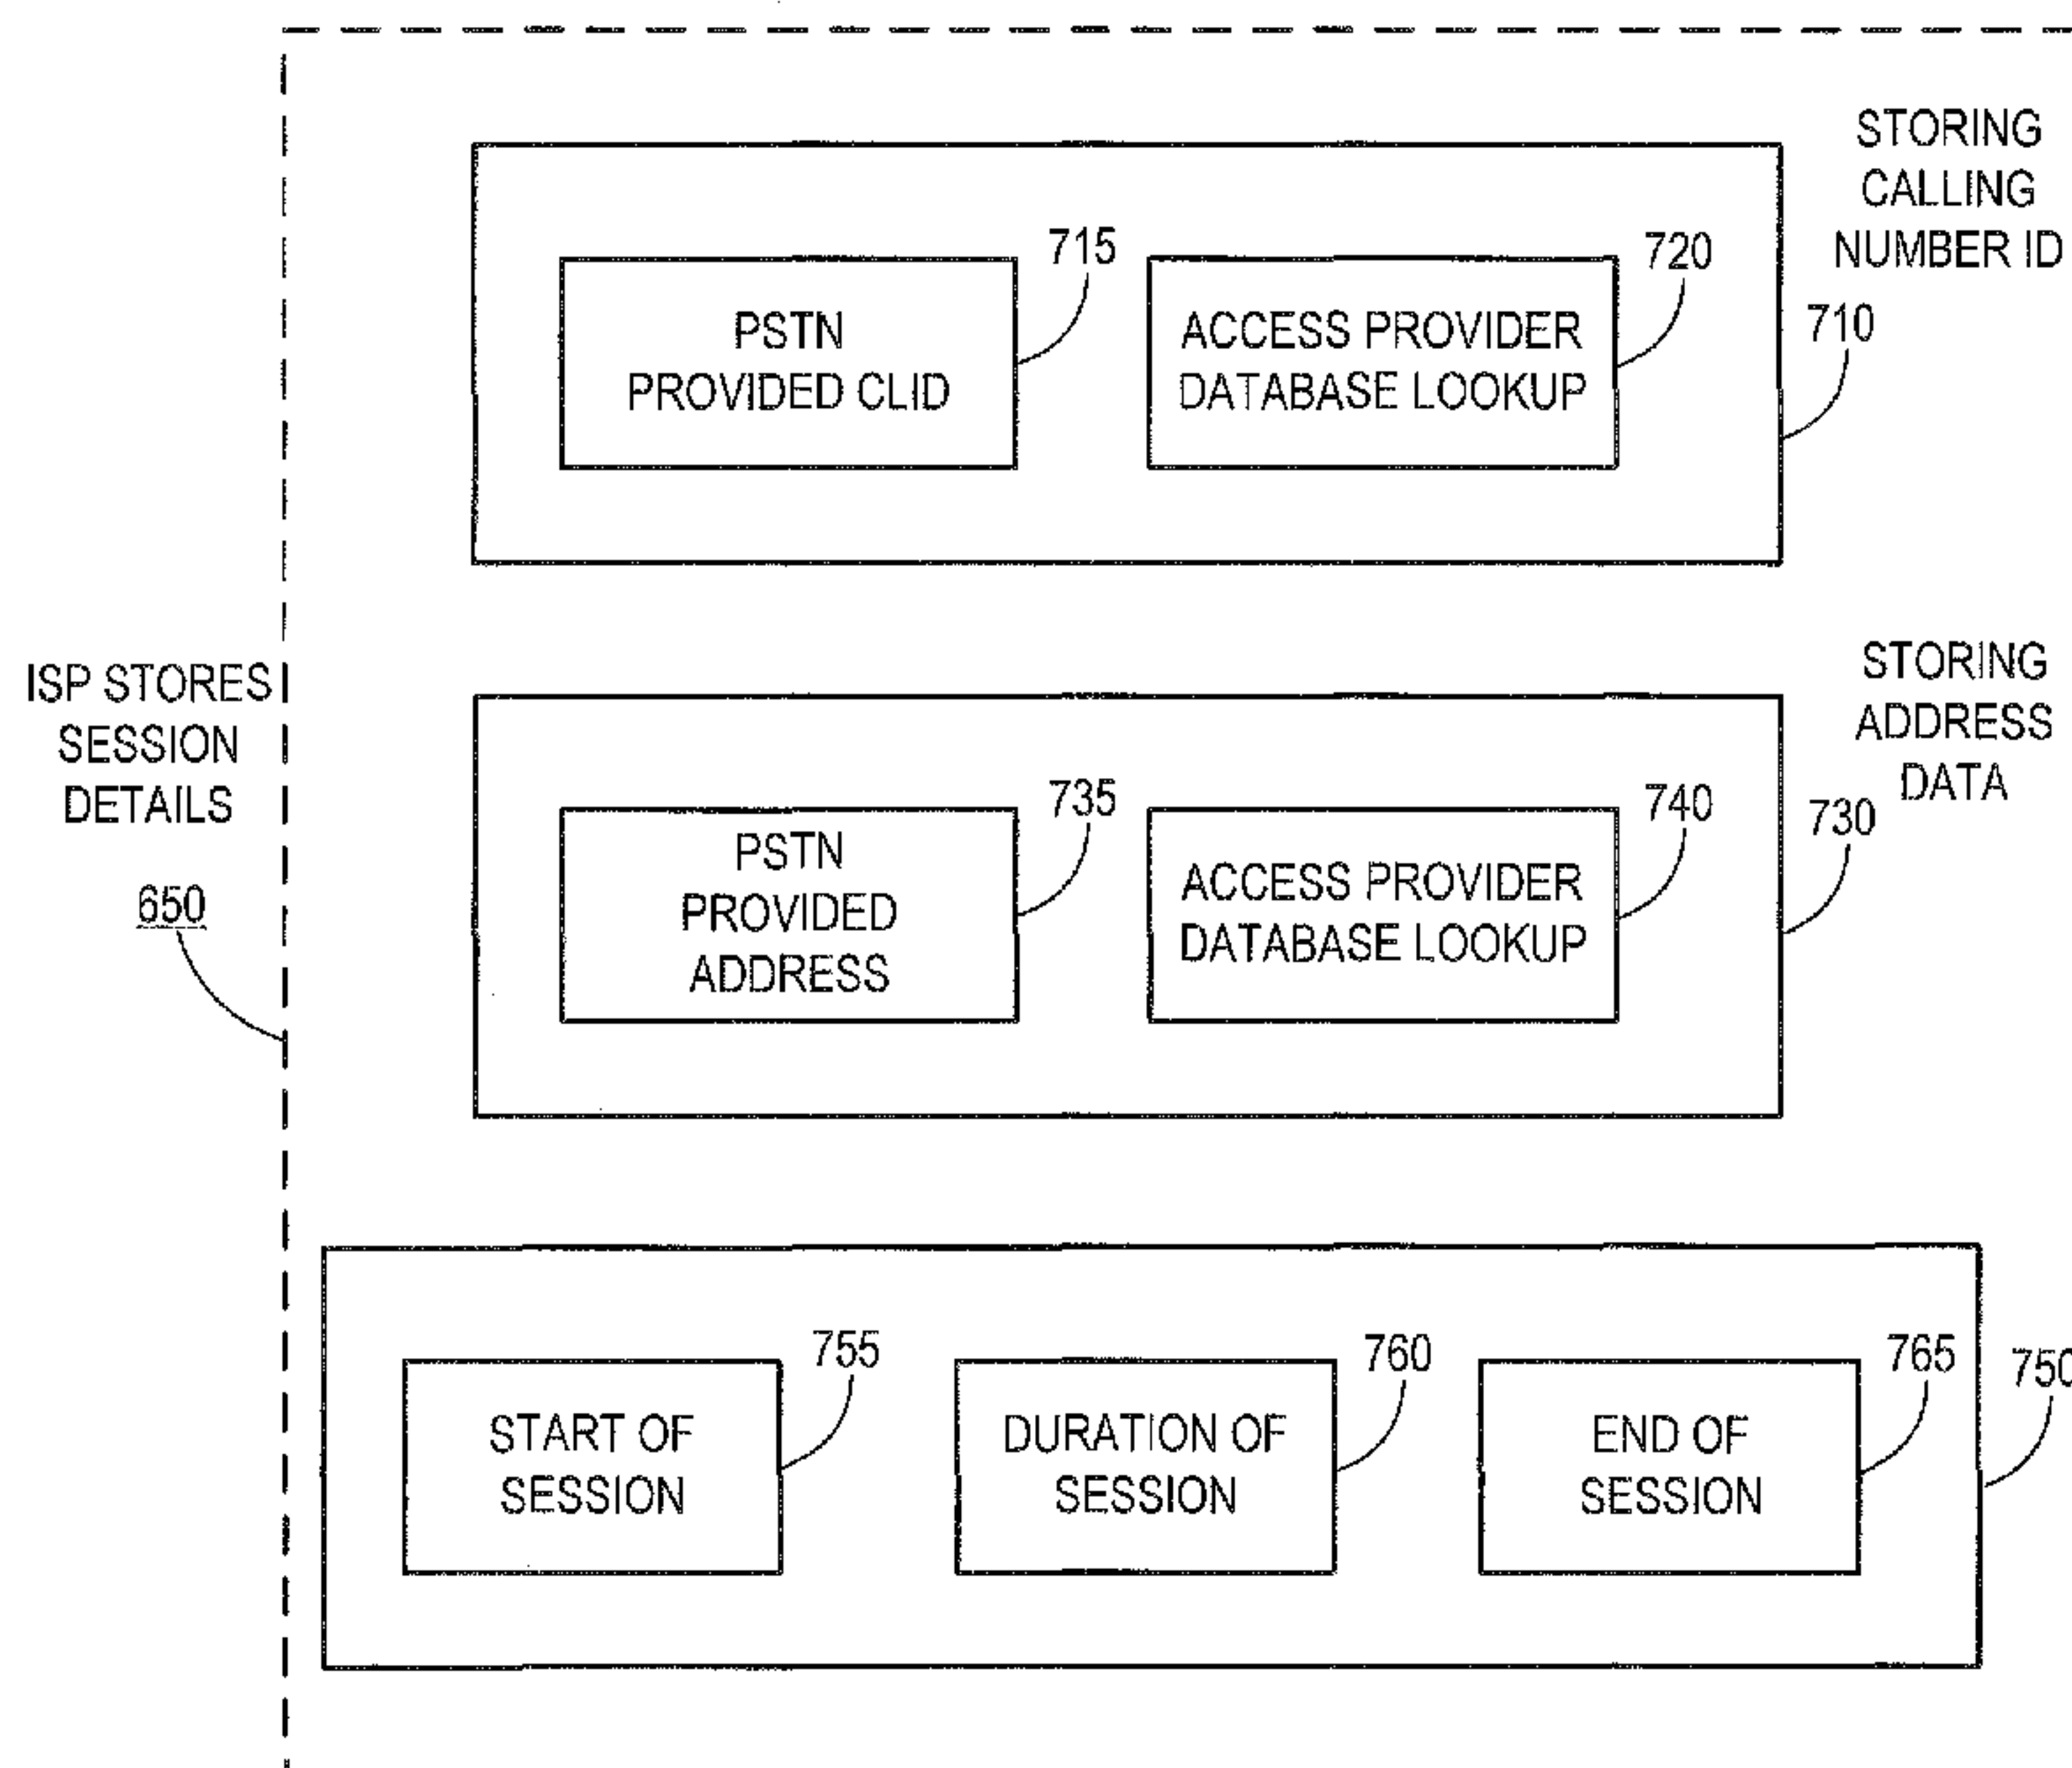 STORING
CALLING
NUMBER ID
710
715
720
PSTN
PROVIDED CLID
ACCESS PROVIDER
DATABASE LOOKUP
ISP STORES
SESSION
DETAILS
650
STORING
ADDRESS
DATA
730
735
740
PSTN
PROVIDED
ADDRESS
ACCESS PROVIDER
DATABASE LOOKUP
755
760
765
750
START OF
SESSION
DURATION OF
SESSION
END OF
SESSION